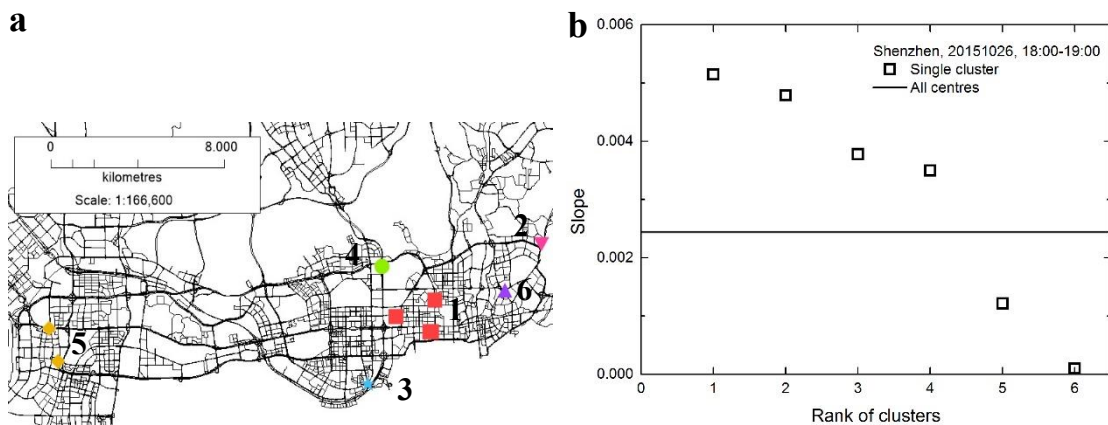 a
0 8.000
kilometres
Scale: 1:166,600
2
4
6
1
5
3
b
0.006
0.004
0.002
0.000
Slope
Shenzhen, 20151026, 18:00-19:00
Single cluster
All centres
0 1 2 3 4 5 6
Rank of clusters